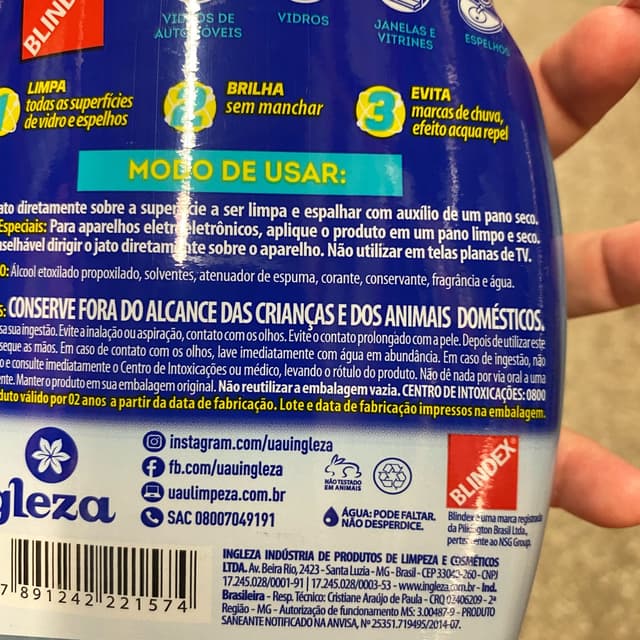 BLINDEX
VIDROS DE
AUTOMÓVEIS
VIDROS
JANELAS E
VITRINES
ESPELHOS
1 LIMPA
todas as superfícies
de vidro e espelhos
2 BRILHA
sem manchar
3 EVITA
marcas de chuva,
efeito acqua repel
MODO DE USAR:
jato diretamente sobre a superfície a ser limpa e espalhar com auxílio de um pano seco.
Especiais: Para aparelhos eletroeletrônicos, aplique o produto em um pano limpo e seco.
selhável dirigir o jato diretamente sobre o aparelho. Não utilizar em telas planas de TV.
O: Álcool etoxilado propoxilado, solventes, atenuador de espuma, corante, conservante, fragrância e água.
s: CONSERVE FORA DO ALCANCE DAS CRIANÇAS E DOS ANIMAIS DOMÉSTICOS.
sa sua ingestão. Evite a inalação ou aspiração, contato com os olhos. Evite o contato prolongado com a pele. Depois de utilizar este
seque as mãos. Em caso de contato com os olhos, lave imediatamente com água em abundância. Em caso de ingestão, não
o e consulte imediatamente o Centro de Intoxicações ou médico, levando o rótulo do produto. Não dê nada por via oral a uma
nte. Manter o produto em sua embalagem original. Não reutilizar a embalagem vazia. CENTRO DE INTOXICAÇÕES: 0800
duto válido por 02 anos a partir da data de fabricação. Lote e data de fabricação impressos na embalagem.
ngleza
instagram.com/uauingleza
fb.com/uauingleza
uaulimpeza.com.br
SAC 08007049191
NÃO TESTADO
EM ANIMAIS
ÁGUA: PODE FALTAR.
NÃO DESPERDICE.
BLINDEX®
Blindex é uma marca registrada
da Pilkington Brasil Ltda.,
pertencente ao NSG Group.
7 891242 221574
INGLEZA INDÚSTRIA DE PRODUTOS DE LIMPEZA E COSMÉTICOS
LTDA. Av. Beira Rio, 2423 - Santa Luzia - MG - Brasil - CEP 33040-260 - CNPJ
17.245.028/0001-91 | 17.245.028/0003-53 - www.ingleza.com.br - Ind.
Brasileira - Resp. Técnico: Cristiane Araújo de Paula - CRQ 02406209 - 2ª
Região - MG - Autorização de funcionamento MS: 3.00487-9 - PRODUTO
SANEANTE NOTIFICADO NA ANVISA, Nº 25351.719495/2014-07.